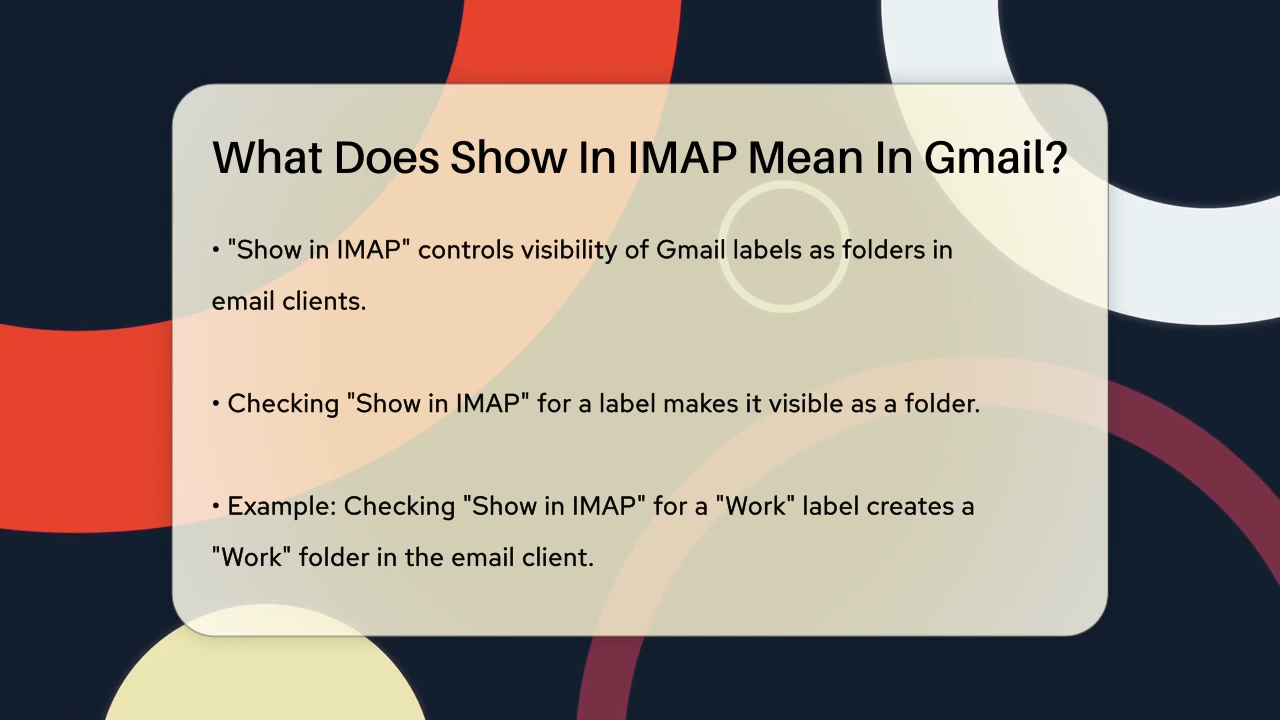 What Does Show In IMAP Mean In Gmail?
• "Show in IMAP" controls visibility of Gmail labels as folders in
email clients.
• Checking "Show in IMAP" for a label makes it visible as a folder.
• Example: Checking "Show in IMAP" for a "Work" label creates a
"Work" folder in the email client.